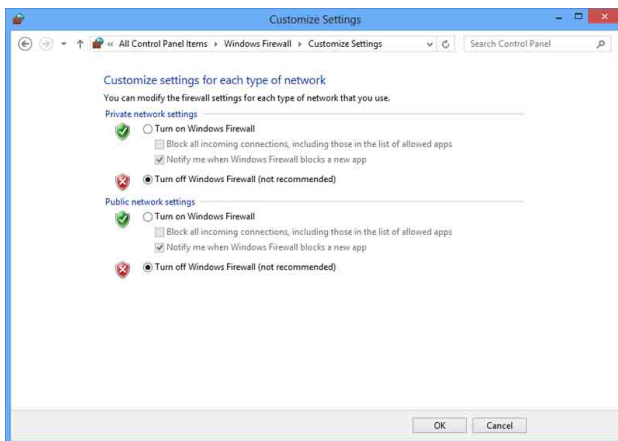 Customize Settings
« All Control Panel Items Windows Firewall Customize Settings
Search Control Panel
Customize settings for each type of network
You can modify the firewall settings for each type of network that you use.
Private network settings
Turn on Windows Firewall
Block all incoming connections, including those in the list of allowed apps
Notify me when Windows Firewall blocks a new app
Turn off Windows Firewall (not recommended)
Public network settings
Turn on Windows Firewall
Block all incoming connections, including those in the list of allowed apps
Notify me when Windows Firewall blocks a new app
Turn off Windows Firewall (not recommended)
OK Cancel